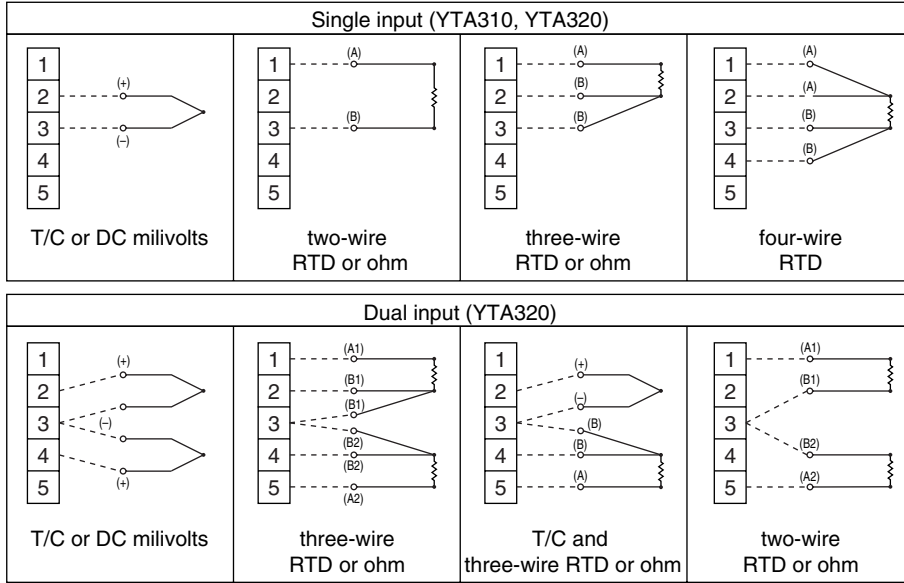 Single input (YTA310, YTA320)
1
2
3
4
5
(+)
(–)
T/C or DC milivolts
1
2
3
4
5
(A)
(B)
two-wire
RTD or ohm
1
2
3
4
5
(A)
(B)
(B)
three-wire
RTD or ohm
1
2
3
4
5
(A)
(A)
(B)
(B)
four-wire
RTD
Dual input (YTA320)
1
2
3
4
5
(+)
(–)
(+)
T/C or DC milivolts
1
2
3
4
5
(A1)
(B1)
(B1)
(B2)
(B2)
(A2)
three-wire
RTD or ohm
1
2
3
4
5
(+)
(–)
(B)
(B)
(A)
T/C and
three-wire RTD or ohm
1
2
3
4
5
(A1)
(B1)
(B2)
(A2)
two-wire
RTD or ohm